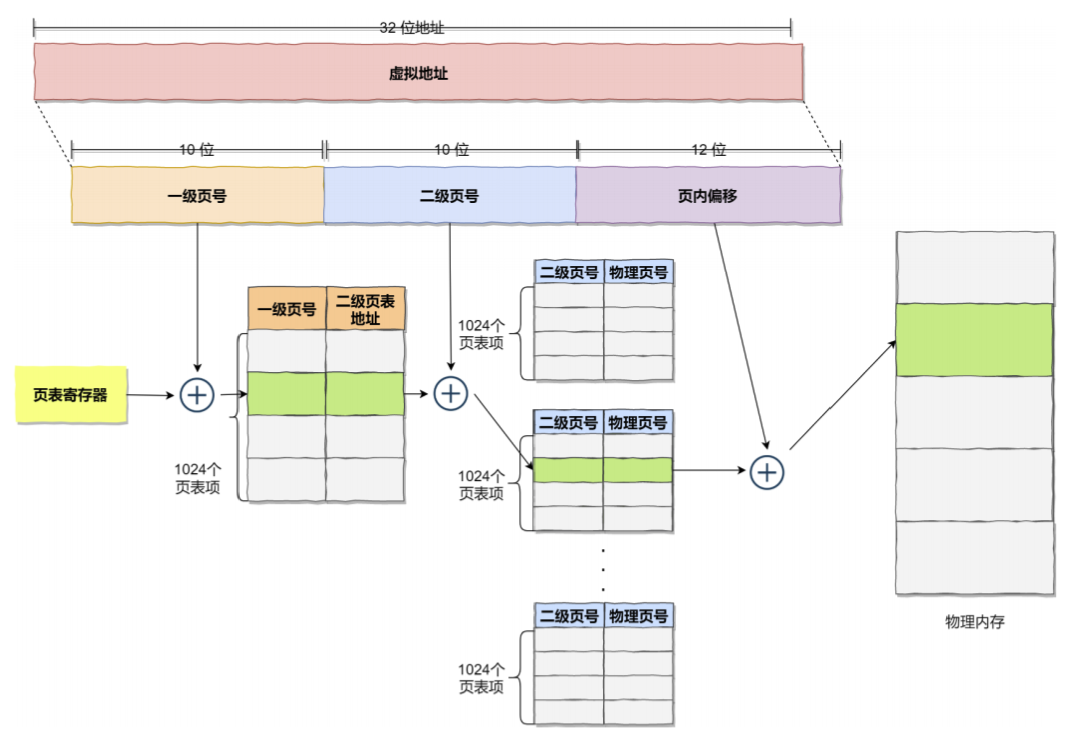 32 位地址
虚拟地址
10 位
10 位
12 位
一级页号
二级页号
页内偏移
页表寄存器
一级页号
二级页表
地址
1024个
页表项
二级页号
物理页号
1024个
页表项
二级页号
物理页号
1024个
页表项
二级页号
物理页号
1024个
页表项
物理内存